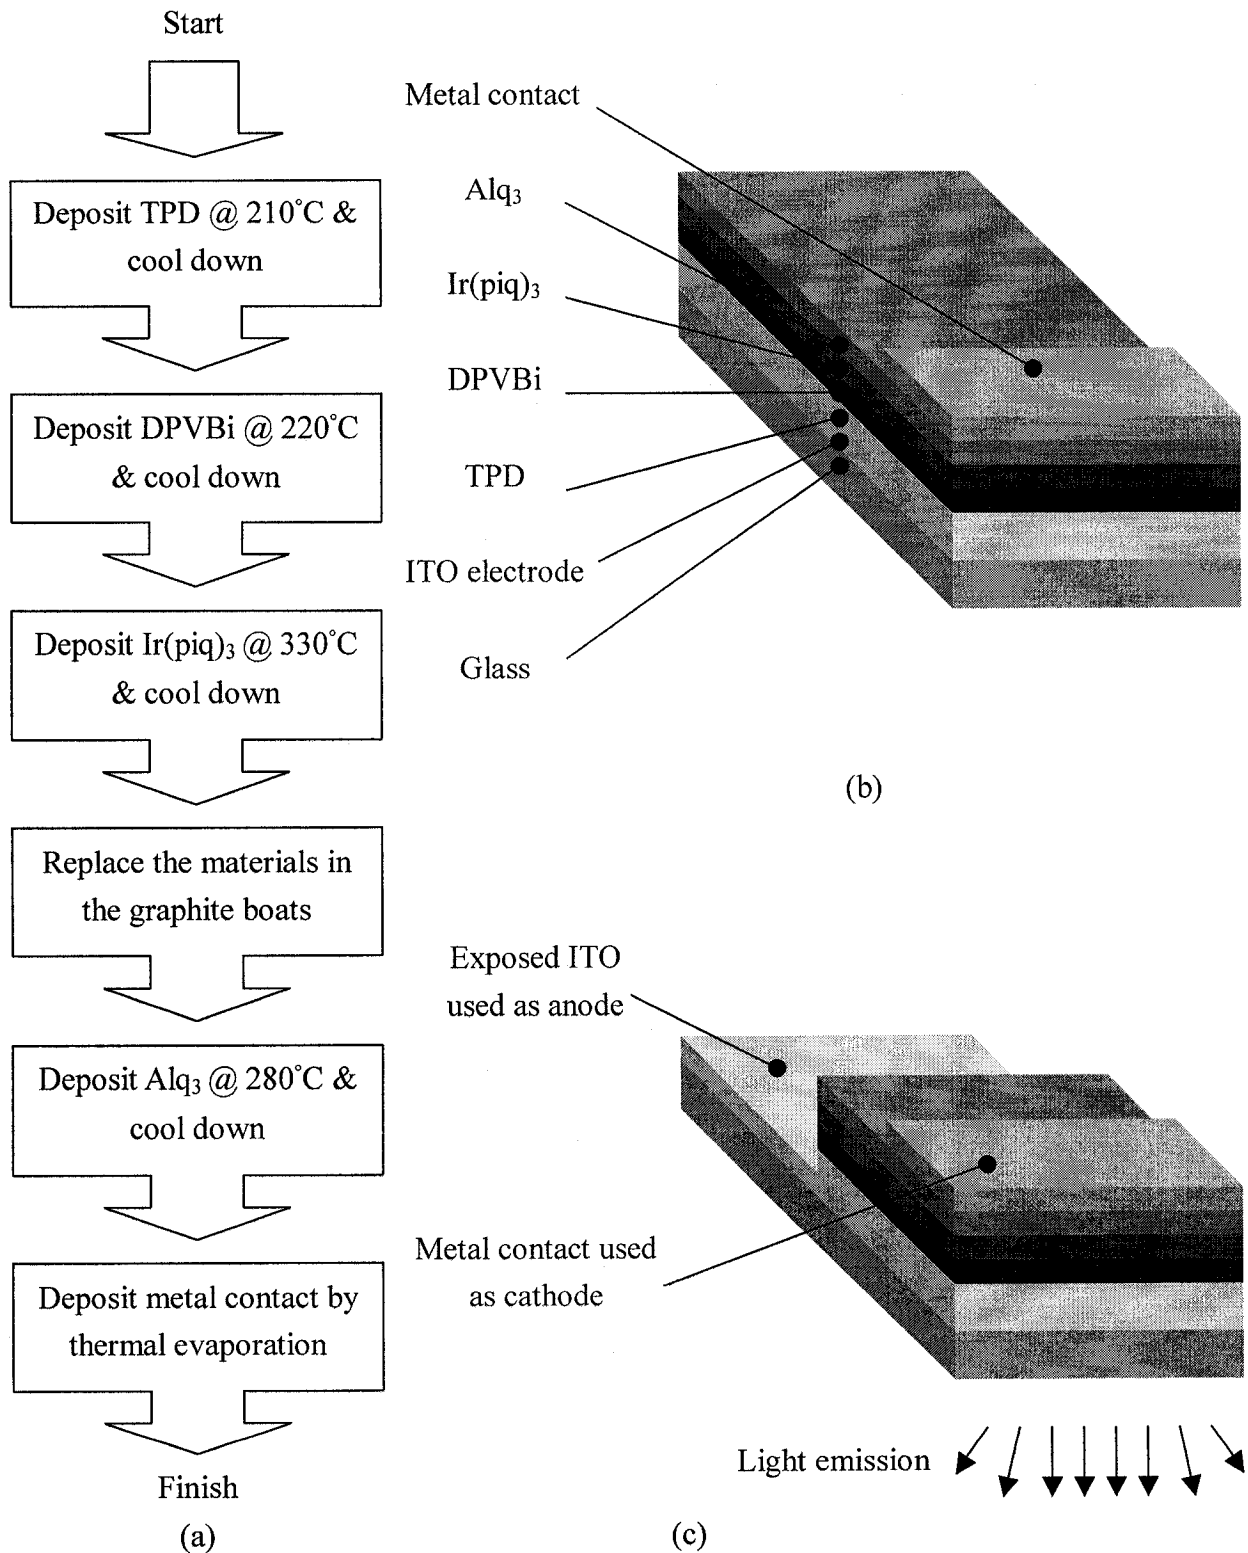 Start
Deposit TPD @ 210°C &
cool down
Deposit DPVBi @ 220°C
& cool down
Deposit Ir(piq)₃ @ 330°C
& cool down
Replace the materials in
the graphite boats
Deposit Alq₃ @ 280°C &
cool down
Deposit metal contact by
thermal evaporation
Finish
(a)
Metal contact
Alq₃
Ir(piq)₃
DPVBi
TPD
ITO electrode
Glass
(b)
Exposed ITO
used as anode
Metal contact used
as cathode
Light emission
(c)